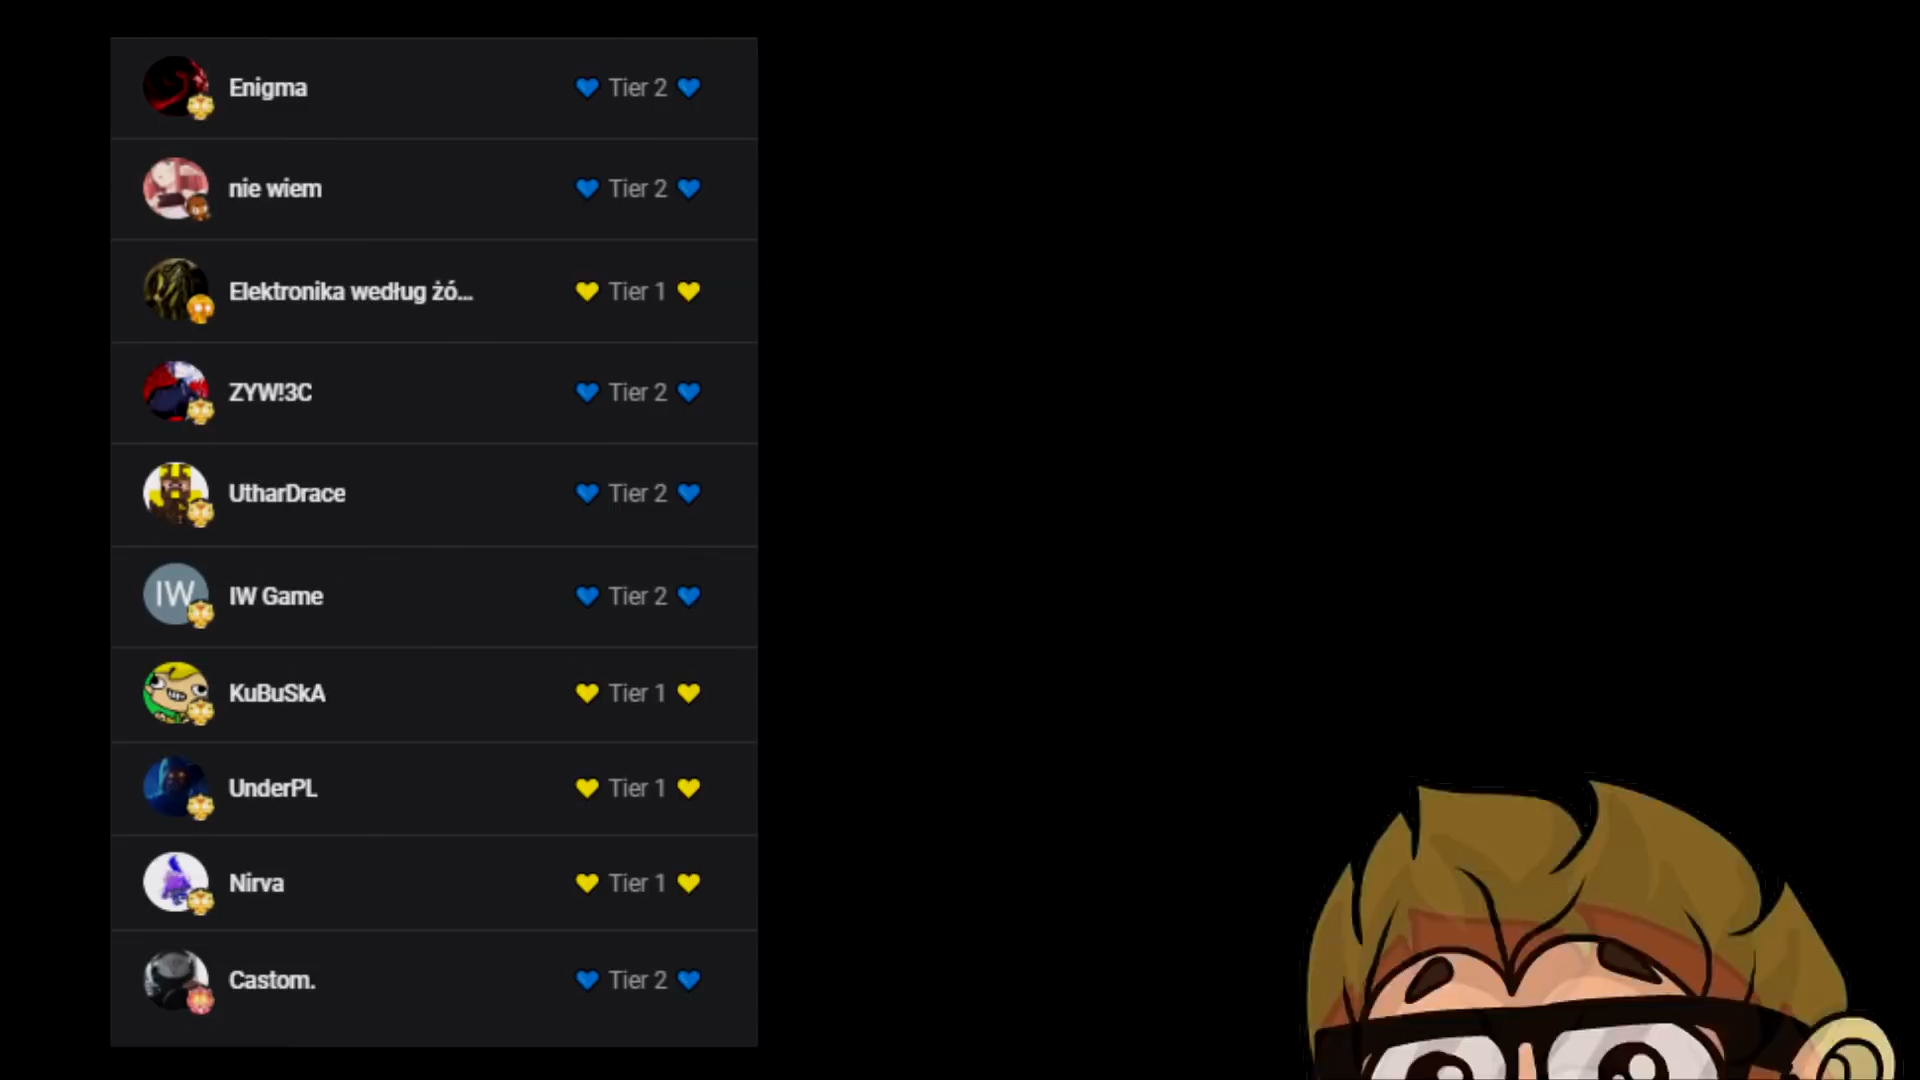 Enigma 💙 Tier 2 💙
nie wiem 💙 Tier 2 💙
Elektronika według żó... 💛 Tier 1 💛
ZYW!3C 💙 Tier 2 💙
UtharDrace 💙 Tier 2 💙
IW IW Game 💙 Tier 2 💙
KuBuSkA 💛 Tier 1 💛
UnderPL 💛 Tier 1 💛
Nirva 💛 Tier 1 💛
Castom. 💙 Tier 2 💙